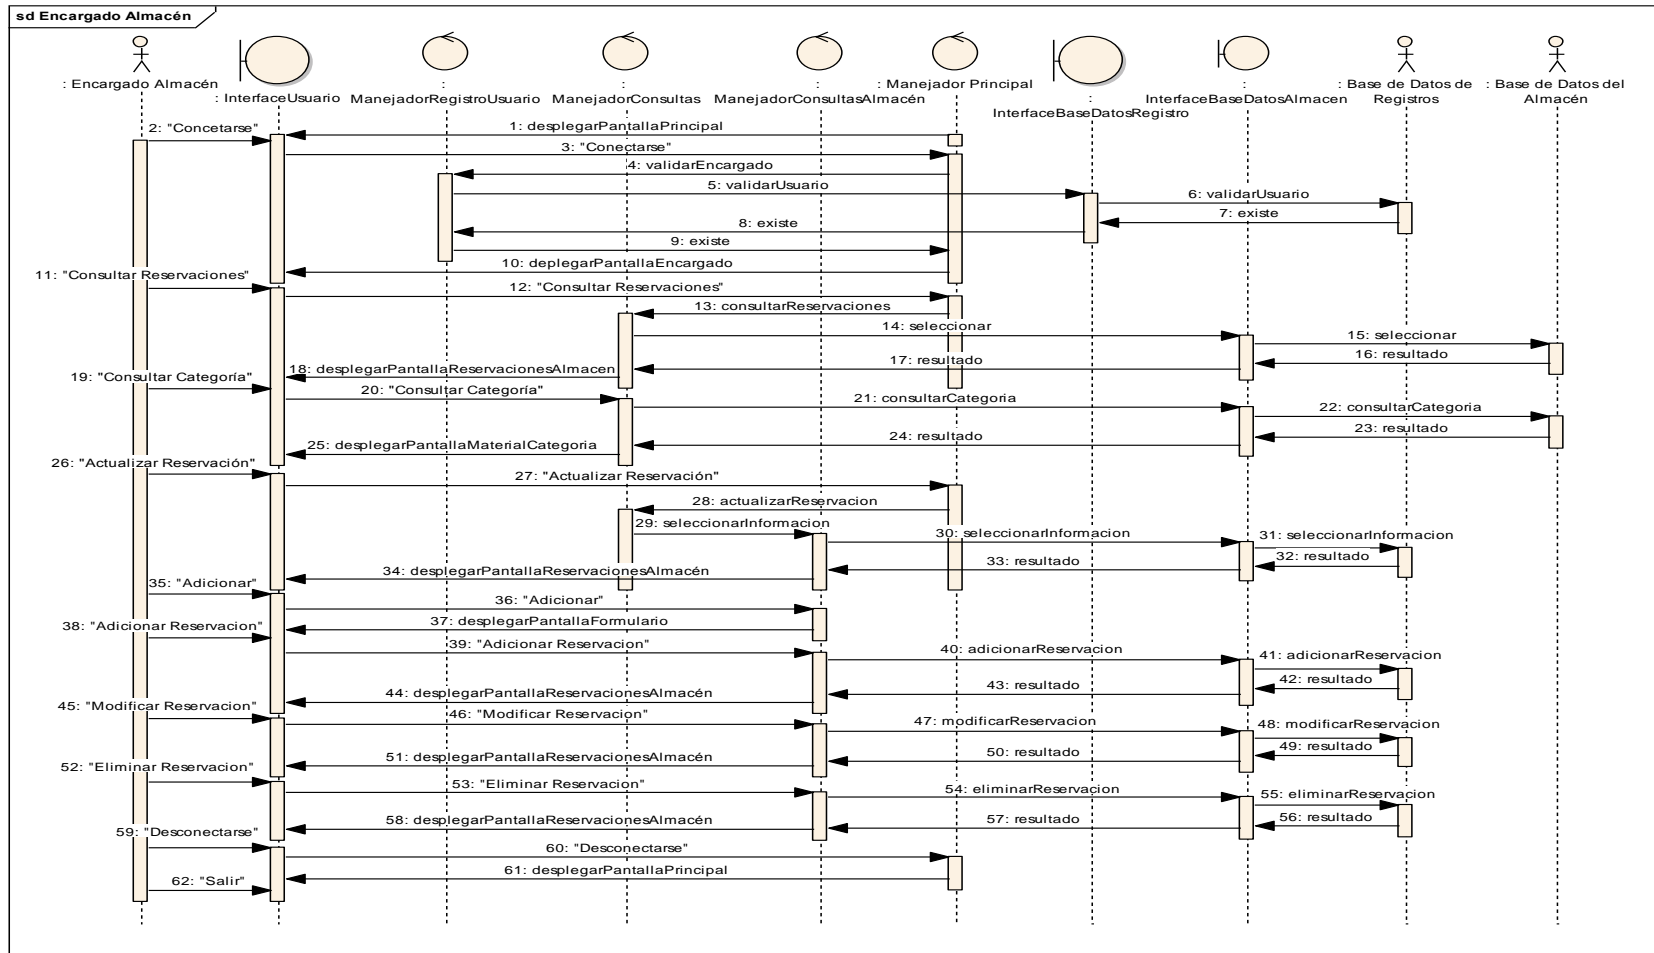 sd Encargado Almacén
: Encargado Almacén
: InterfaceUsuario
:
ManejadorRegistroUsuario
:
ManejadorConsultas
:
ManejadorConsultasAlmacén
: Manejador Principal
:
InterfaceBaseDatosRegistro
:
InterfaceBaseDatosAlmacen
: Base de Datos de
Registros
: Base de Datos del
Almacén
1: desplegarPantallaPrincipal
2: "Concetarse"
3: "Conectarse"
4: validarEncargado
5: validarUsuario
6: validarUsuario
7: existe
8: existe
9: existe
10: deplegarPantallaEncargado
11: "Consultar Reservaciones"
12: "Consultar Reservaciones"
13: consultarReservaciones
14: seleccionar
15: seleccionar
16: resultado
17: resultado
18: desplegarPantallaReservacionesAlmacen
19: "Consultar Categoría"
20: "Consultar Categoría"
21: consultarCategoria
22: consultarCategoria
23: resultado
24: resultado
25: desplegarPantallaMaterialCategoria
26: "Actualizar Reservación"
27: "Actualizar Reservación"
28: actualizarReservacion
29: seleccionarInformacion
30: seleccionarInformacion
31: seleccionarInformacion
32: resultado
33: resultado
34: desplegarPantallaReservacionesAlmacén
35: "Adicionar"
36: "Adicionar"
37: desplegarPantallaFormulario
38: "Adicionar Reservacion"
39: "Adicionar Reservacion"
40: adicionarReservacion
41: adicionarReservacion
42: resultado
43: resultado
44: desplegarPantallaReservacionesAlmacén
45: "Modificar Reservacion"
46: "Modificar Reservacion"
47: modificarReservacion
48: modificarReservacion
49: resultado
50: resultado
51: desplegarPantallaReservacionesAlmacén
52: "Eliminar Reservacion"
53: "Eliminar Reservacion"
54: eliminarReservacion
55: eliminarReservacion
56: resultado
57: resultado
58: desplegarPantallaReservacionesAlmacén
59: "Desconectarse"
60: "Desconectarse"
61: desplegarPantallaPrincipal
62: "Salir"